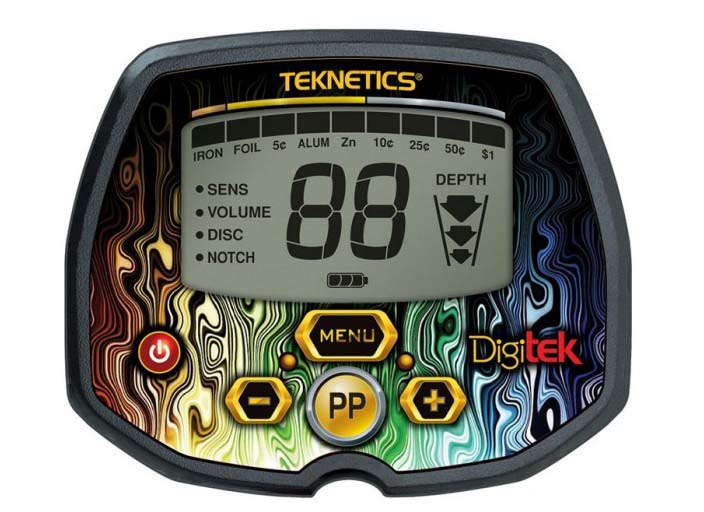 TEKNETICS®
IRON FOIL 5¢ ALUM Zn 10¢ 25¢ 50¢ $1
• SENS
• VOLUME
• DISC
• NOTCH
88
DEPTH
MENU
DigiTek
- PP +